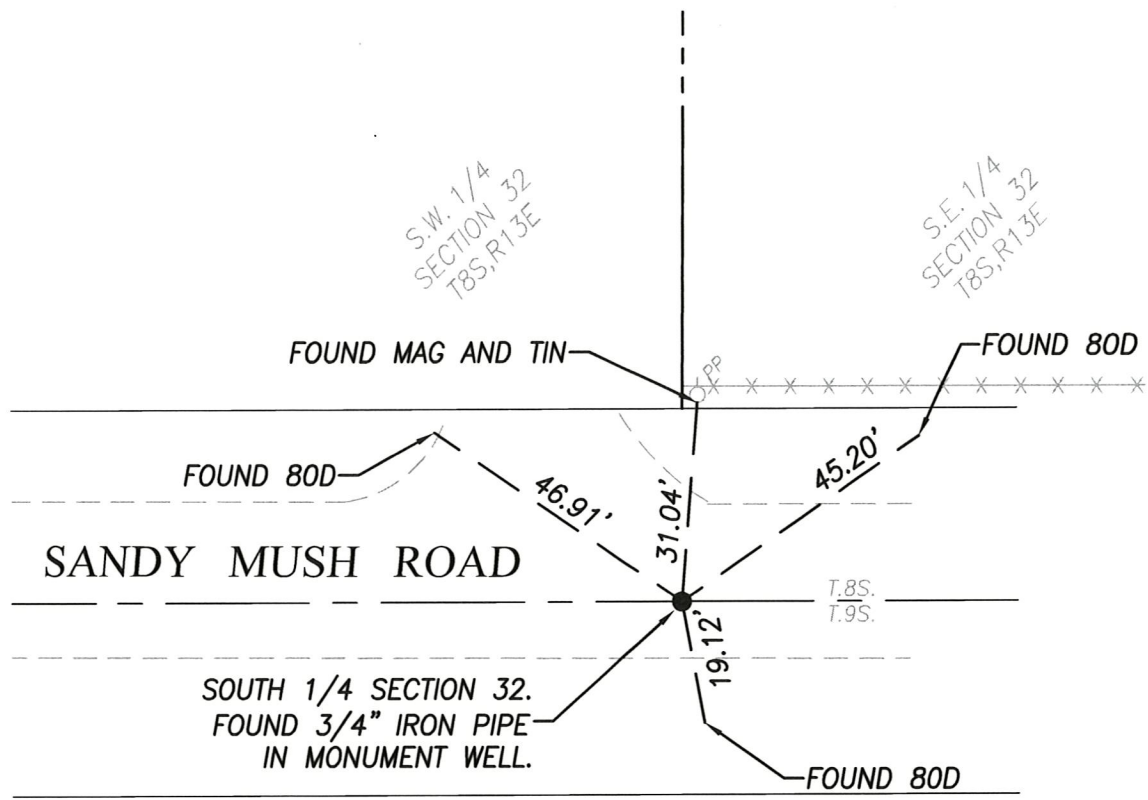 S.W. 1/4
SECTION 32
T8S,R13E
S.E. 1/4
SECTION 32
T8S,R13E
FOUND MAG AND TIN
PP
FOUND 80D
FOUND 80D
46.91'
31.04'
45.20'
SANDY MUSH ROAD
T.8S.
T.9S.
19.12'
SOUTH 1/4 SECTION 32.
FOUND 3/4" IRON PIPE
IN MONUMENT WELL.
FOUND 80D